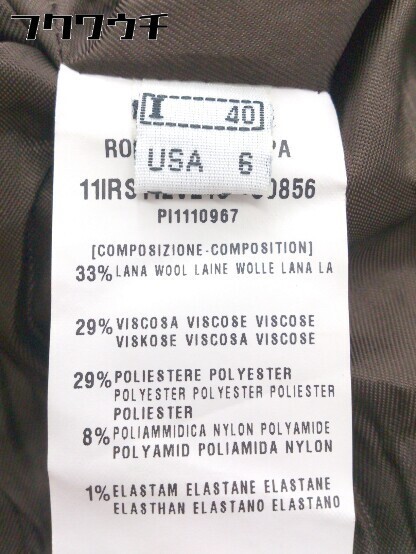 フクワウチ
I 40
USA 6
PI1110967
[COMPOSIZIONE-COMPOSITION]
33% LANA WOOL LAINE WOLLE LANA LA
29% VISCOSA VISCOSE VISCOSE
VISKOSE VISCOSA VISCOSE
29% POLIESTERE POLYESTER
POLYESTER POLYESTER POLIESTER
POLIESTER
8% POLIAMMIDICA NYLON POLYAMIDE
POLYAMID POLIAMIDA NYLON
1% ELASTAM ELASTANE ELASTANE
ELASTHAN ELASTANO ELASTANO